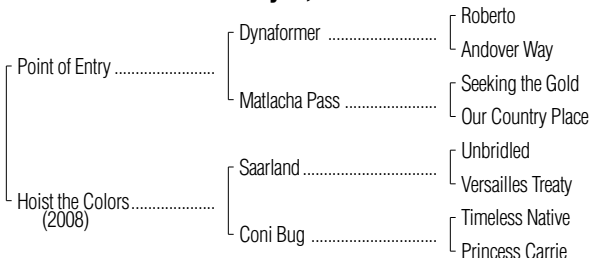 Roberto
Dynaformer ......................
Andover Way
Point of Entry ......................
Seeking the Gold
Matlacha Pass ....................
Our Country Place
Unbridled
Saarland .............................
Versailles Treaty
Hoist the Colors ..................
(2008)
Timeless Native
Coni Bug ...........................
Princess Carrie